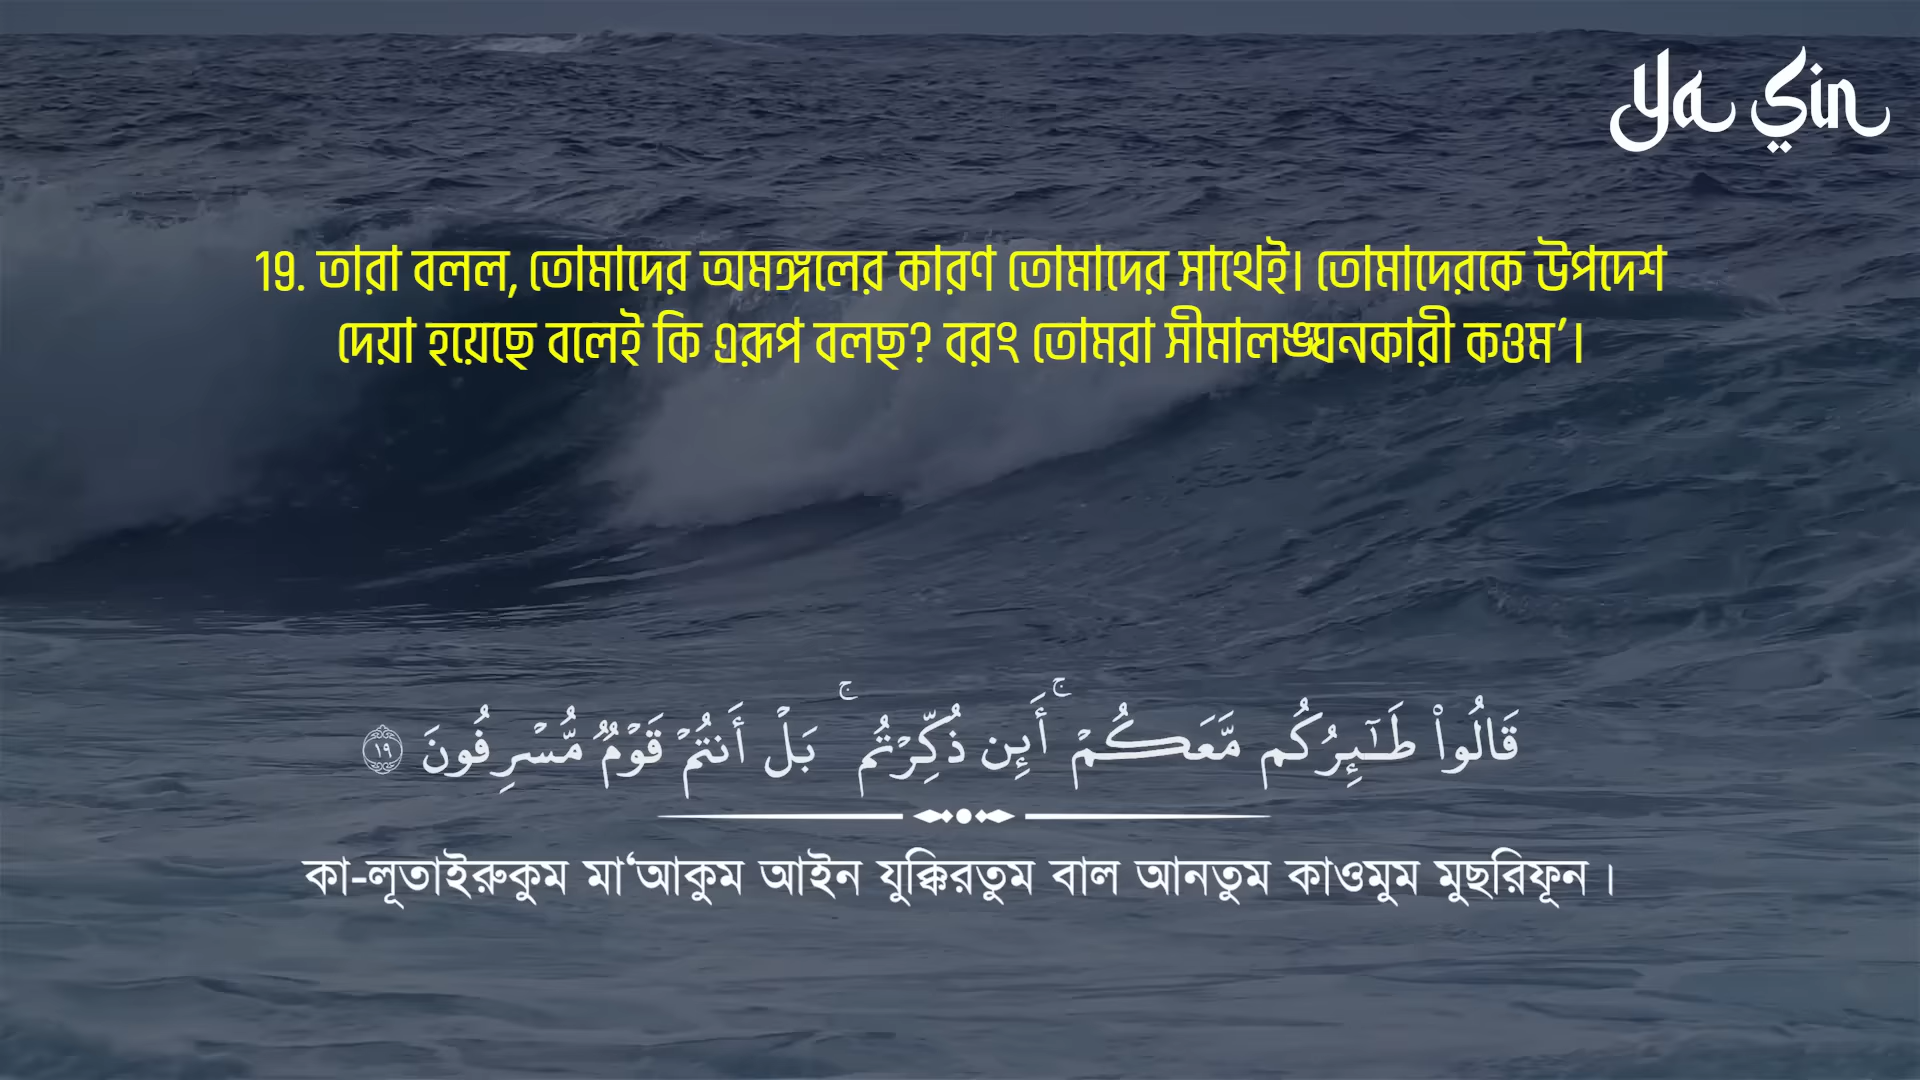 Ya Sin
19. তারা বলল, তোমাদের অমঙ্গলের কারণ তোমাদের সাথেই। তোমাদেরকে উপদেশ
দেয়া হয়েছে বলেই কি এরূপ বলছ? বরং তোমরা সীমালঙ্ঘনকারী কওম’।
قَالُوا۟ طَـٰٓئِرُكُم مَّعَكُمْ ۚ أَئِن ذُكِّرْتُم ۚ بَلْ أَنتُمْ قَوْمٌ مُّسْرِفُونَ ١٩
কা-লূতাইরুকুম মা‘আকুম আইন যুক্কিরতুম বাল আনতুম কাওমুম মুছরিফূন ।